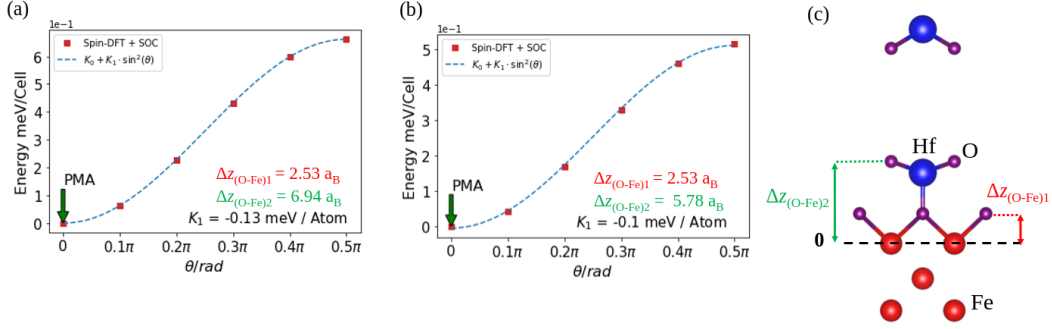 (a)
1e−1
Energy meV/Cell
6
5
4
3
2
1
0
Spin-DFT + SOC
K₀ + K₁ · sin²(θ)
PMA
Δz(O-Fe)1 = 2.53 aB
Δz(O-Fe)2 = 6.94 aB
K₁ = -0.13 meV / Atom
0 0.1π 0.2π 0.3π 0.4π 0.5π
θ/rad
(b)
1e−1
Energy meV/Cell
5
4
3
2
1
0
Spin-DFT + SOC
K₀ + K₁ · sin²(θ)
PMA
Δz(O-Fe)1 = 2.53 aB
Δz(O-Fe)2 = 5.78 aB
K₁ = -0.1 meV / Atom
0 0.1π 0.2π 0.3π 0.4π 0.5π
θ/rad
(c)
Hf
O
Δz(O-Fe)2
Δz(O-Fe)1
0
Fe